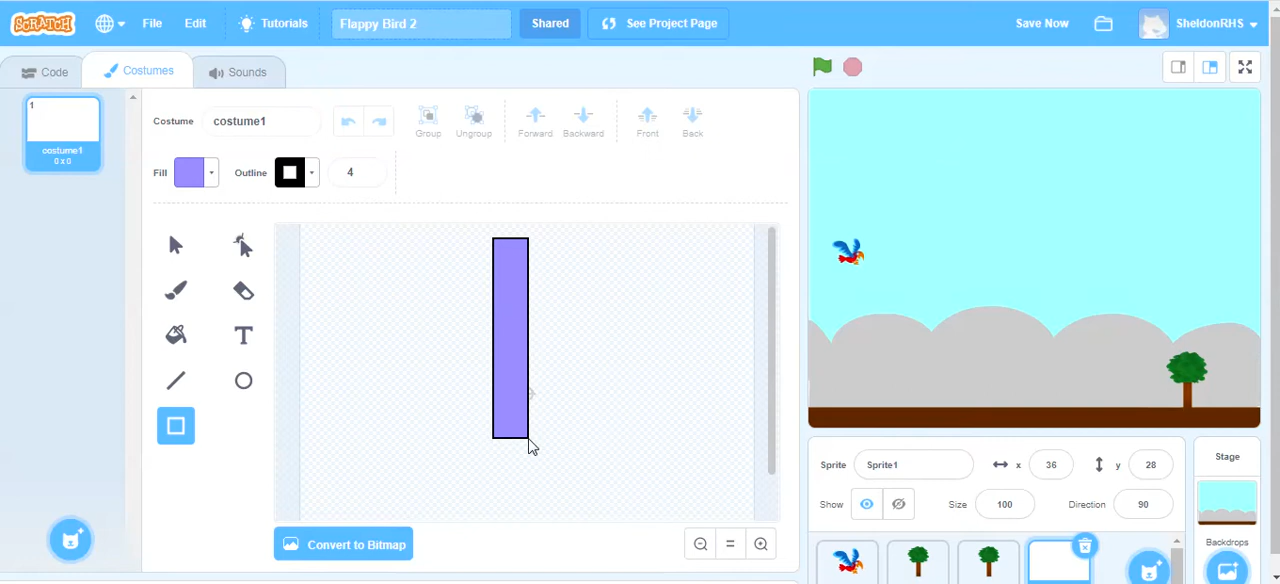 SCRATCH File Edit Tutorials Flappy Bird 2 Shared See Project Page Save Now SheldonRHS
Code Costumes Sounds
1
costume1
0 x 0
Costume costume1 Group Ungroup Forward Backward Front Back
Fill Outline 4
T
Convert to Bitmap
Sprite Sprite1 x 36 y 28
Show Size 100 Direction 90
Stage
Backdrops